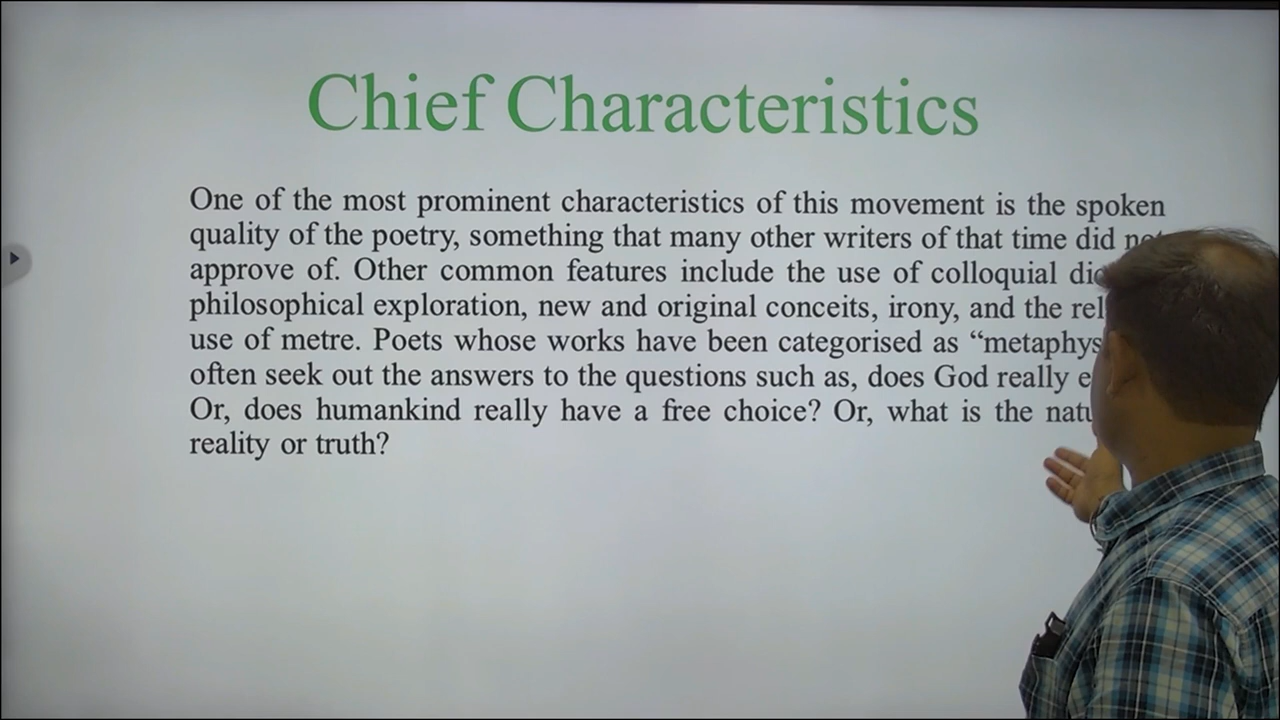 Chief Characteristics
One of the most prominent characteristics of this movement is the spoken
quality of the poetry, something that many other writers of that time did
approve of. Other common features include the use of colloquial
philosophical exploration, new and original conceits, irony, and the
use of metre. Poets whose works have been categorised as
often seek out the answers to the questions such as, does God really
Or, does humankind really have a free choice? Or, what is the
reality or truth?